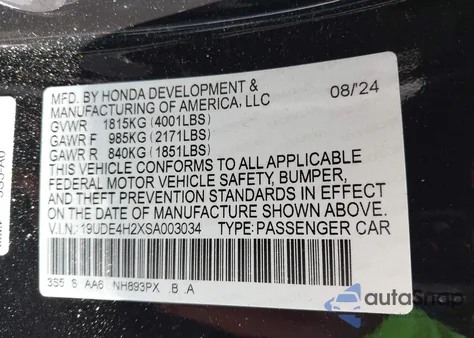 MFD. BY HONDA DEVELOPMENT &
MANUFACTURING OF AMERICA, LLC 08/24
GVWR 1815KG (4001LBS)
GAWR F 985KG (2171LBS)
GAWR R 840KG (1851LBS)
THIS VEHICLE CONFORMS TO ALL APPLICABLE
FEDERAL MOTOR VEHICLE SAFETY, BUMPER,
AND THEFT PREVENTION STANDARDS IN EFFECT
ON THE DATE OF MANUFACTURE SHOWN ABOVE.
V.I.N.: 19UDE4H2XSA003034 TYPE: PASSENGER CAR
3S5 S AA6 NH893PX .B .A
autoSnap